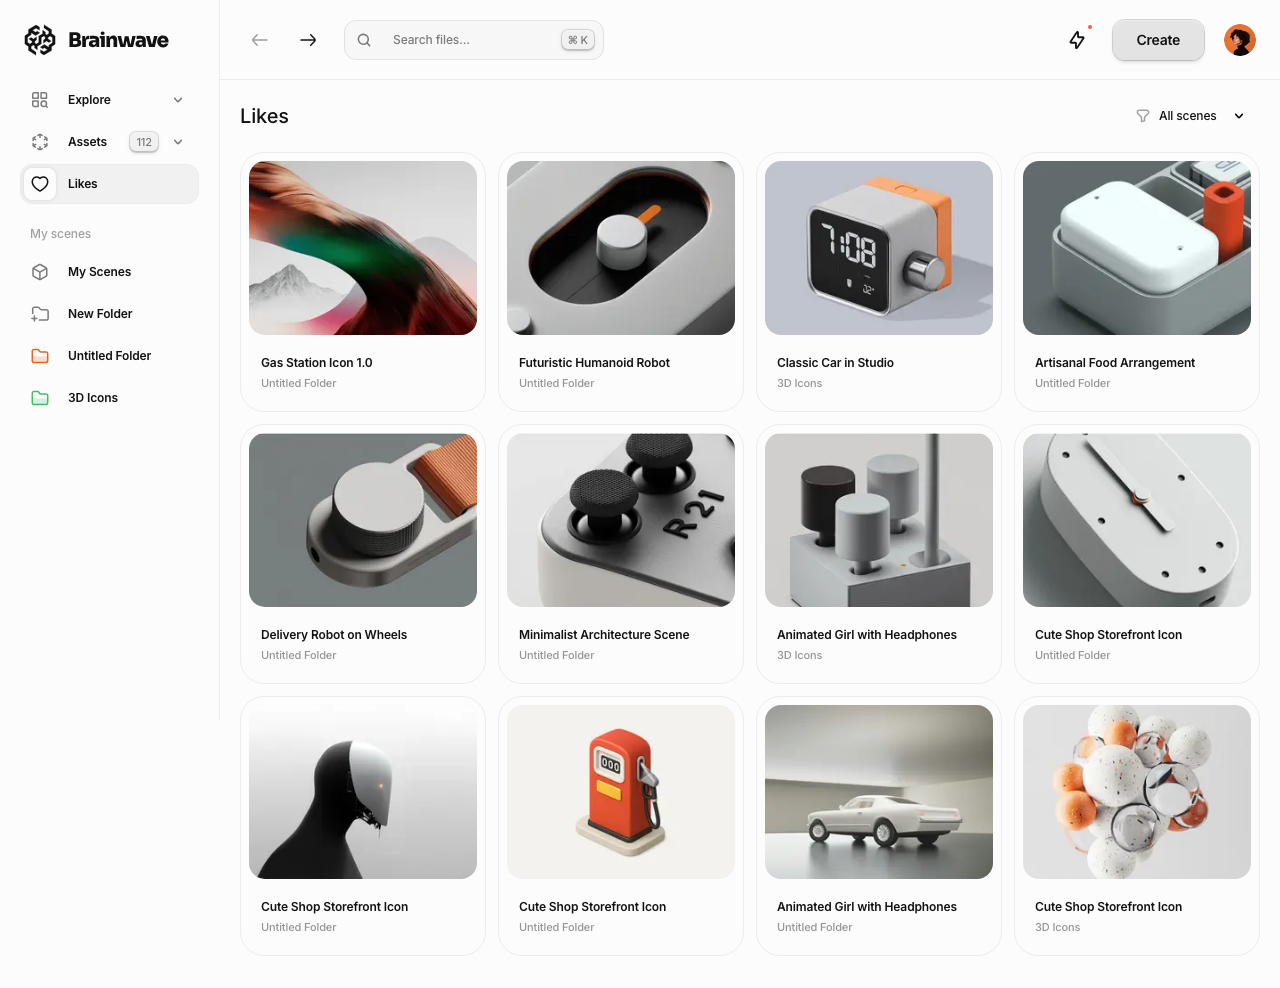 Brainwave
Search files...
⌘ K
Create
Explore
Assets
112
Likes
My scenes
My Scenes
New Folder
Untitled Folder
3D Icons
Likes
All scenes
Gas Station Icon 1.0
Untitled Folder
Futuristic Humanoid Robot
Untitled Folder
7:08
02°
Classic Car in Studio
3D Icons
Artisanal Food Arrangement
Untitled Folder
Delivery Robot on Wheels
Untitled Folder
R21
Minimalist Architecture Scene
Untitled Folder
Animated Girl with Headphones
3D Icons
Cute Shop Storefront Icon
Untitled Folder
Cute Shop Storefront Icon
Untitled Folder
000
Cute Shop Storefront Icon
Untitled Folder
Animated Girl with Headphones
Untitled Folder
Cute Shop Storefront Icon
3D Icons